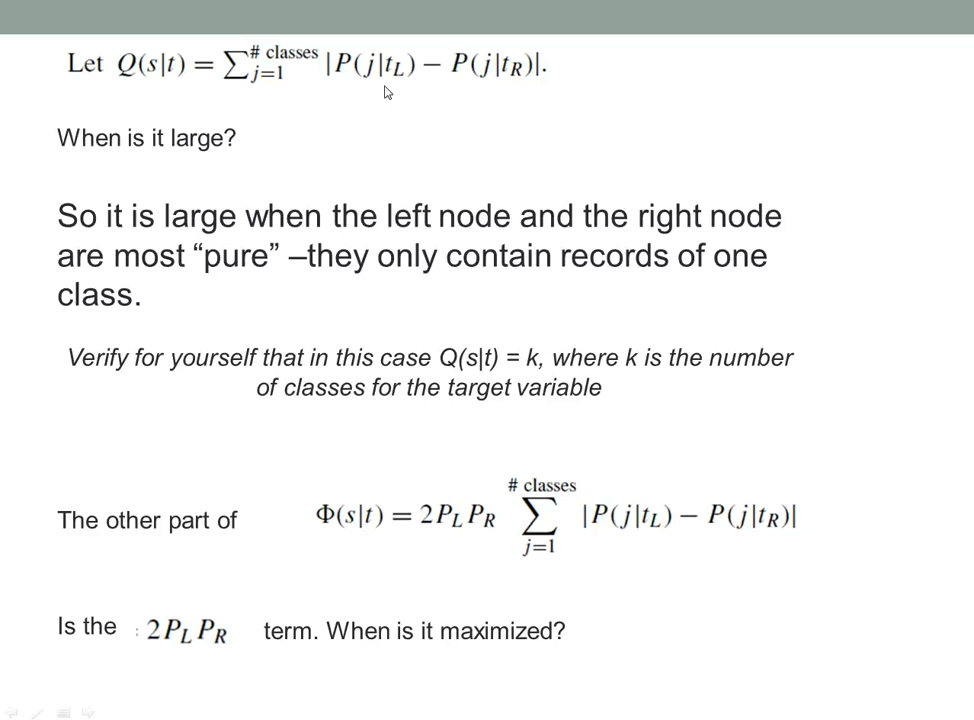 Let Q(s|t) = ∑_{j=1}^{# classes} |P(j|t_L) − P(j|t_R)|.
When is it large?
So it is large when the left node and the right node
are most “pure” –they only contain records of one
class.
Verify for yourself that in this case Q(s|t) = k, where k is the number
of classes for the target variable
The other part of Φ(s|t) = 2P_L P_R ∑_{j=1}^{# classes} |P(j|t_L) − P(j|t_R)|
Is the : 2P_L P_R term. When is it maximized?